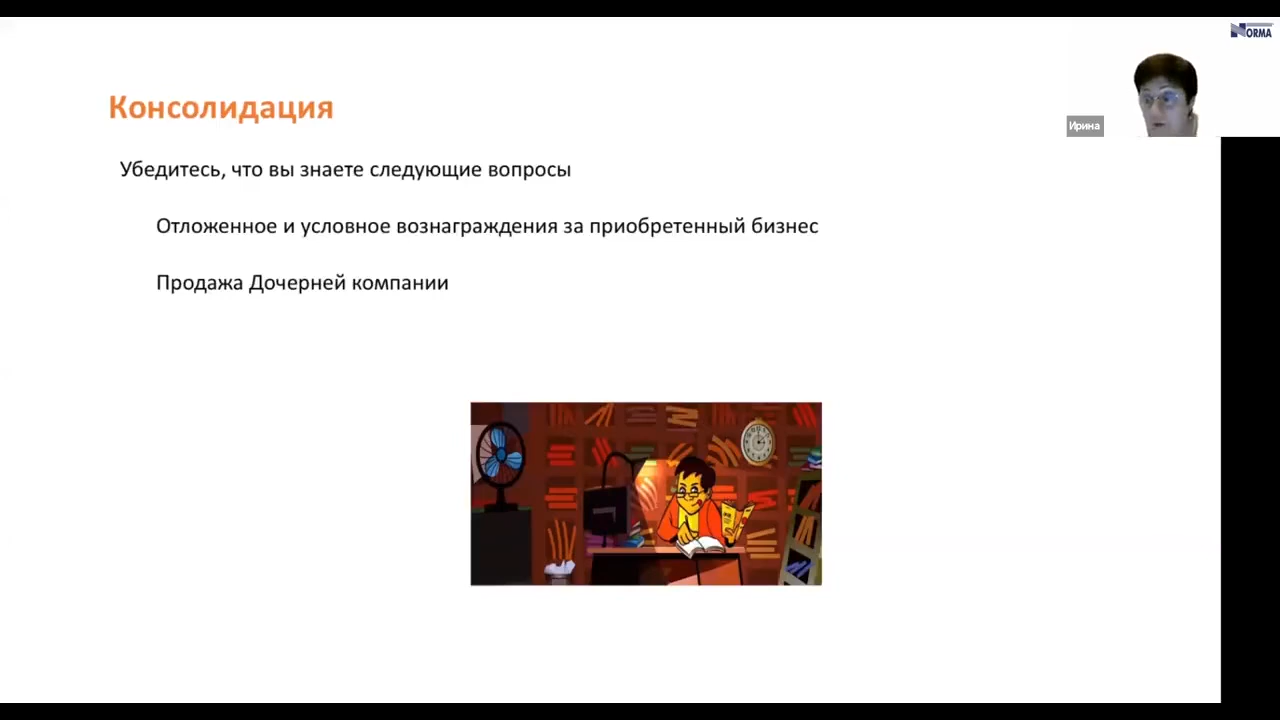 NORMA
Ирина
Консолидация
Убедитесь, что вы знаете следующие вопросы
Отложенное и условное вознаграждения за приобретенный бизнес
Продажа Дочерней компании